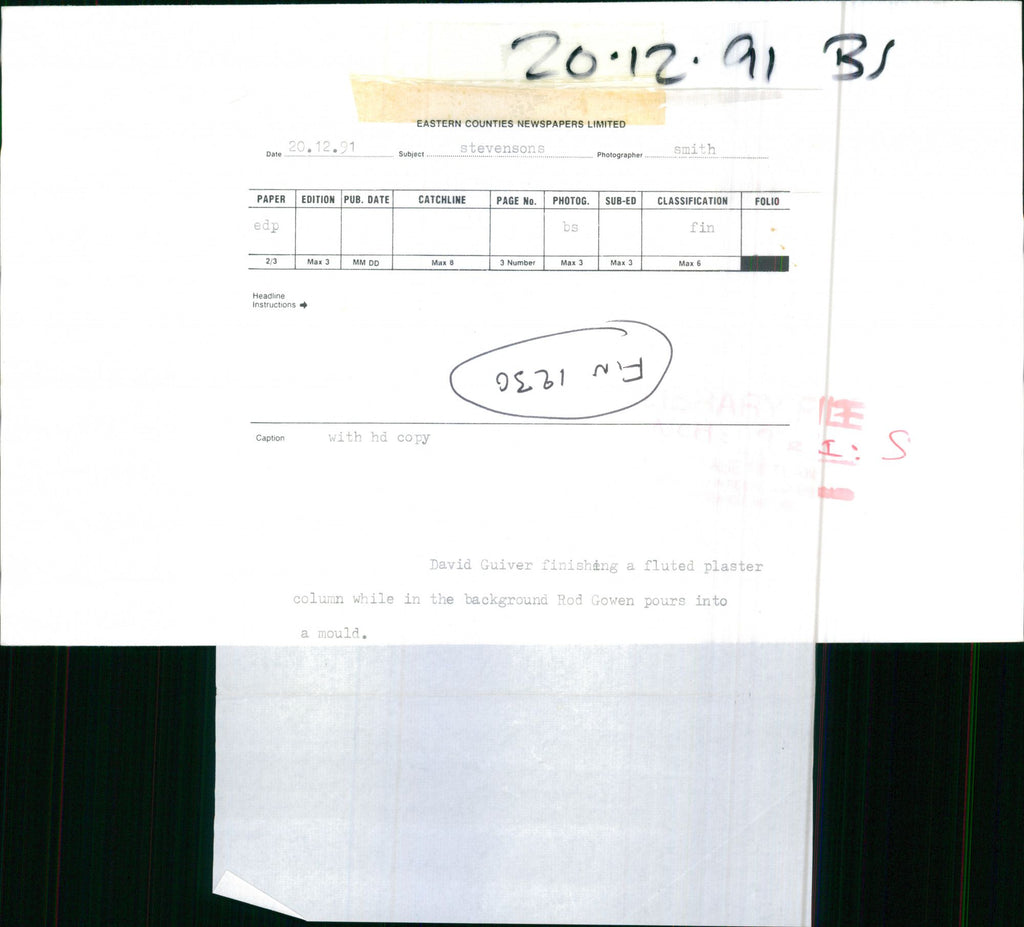 20.12.91 BS
EASTERN COUNTIES NEWSPAPERS LIMITED
Date 20.12.91 Subject stevensons Photographer smith
PAPER EDITION PUB. DATE CATCHLINE PAGE No. PHOTOG. SUB-ED CLASSIFICATION FOLIO
edp bs fin
2/3 Max 3 MM DD Max 8 3 Number Max 3 Max 3 Max 6
Headline
Instructions
FIN 1230
Caption with hd copy
David Guiver finishing a fluted plaster
column while in the background Rod Gowen pours into
a mould.